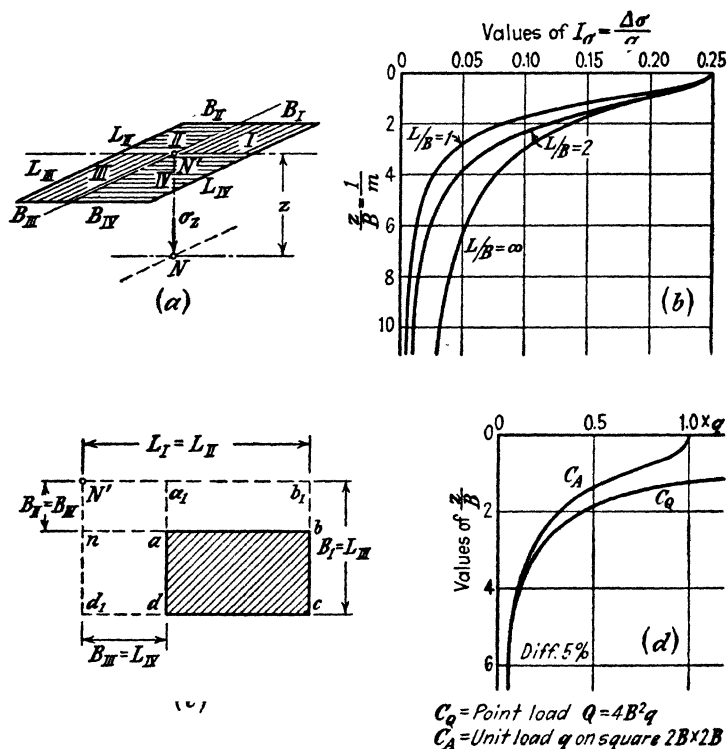 B_II B_I
L_II II I
L_III III N' L_IV
IV
B_III B_IV σ_z z
N
(a)
Values of I_σ = Δσ/q
0 0.05 0.10 0.15 0.20 0.25
0
2
4
6
8
10
z/B = 1/m
L/B=1
L/B=2
L/B=∞
(b)
L_I = L_II
N' a_1 b_1
B_II=B_IV
n a b
B_I=L_III
d_1 d c
B_III=L_IV
0 0.5 1.0 × q
0
2
4
6
Values of z/B
C_A
C_Q
Diff. 5%
(d)
C_Q = Point load Q = 4B²q
C_A = Unit load q on square 2B × 2B